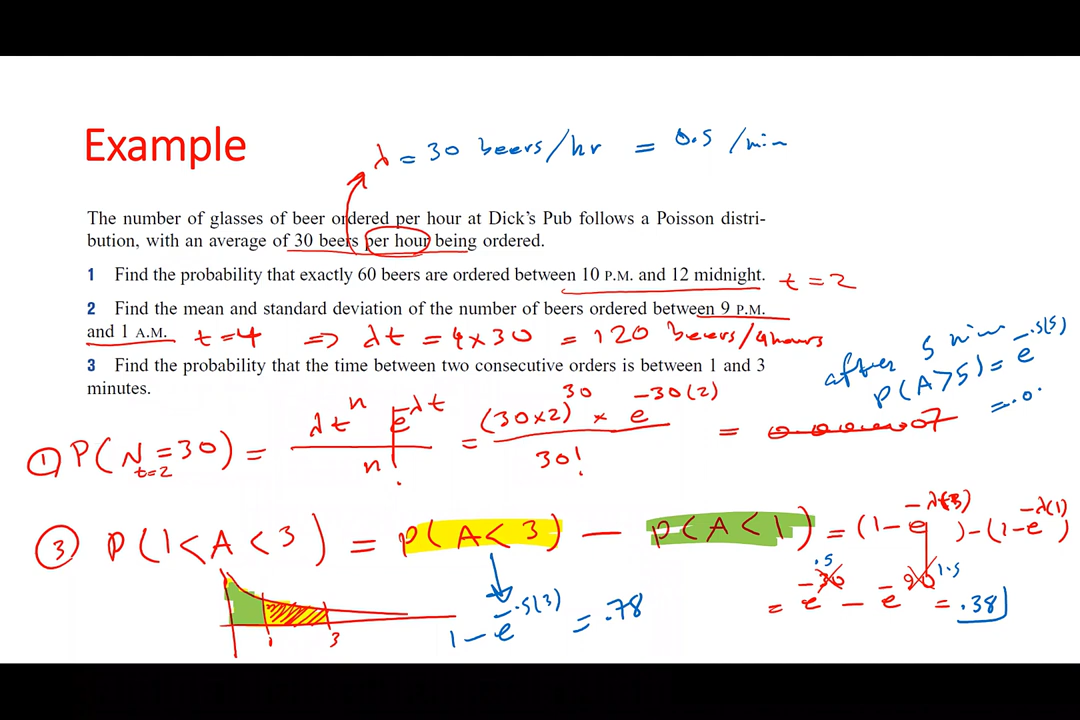 Example
λ = 30 beers/hr = 0.5 /min
The number of glasses of beer ordered per hour at Dick's Pub follows a Poisson distri-
bution, with an average of 30 beers per hour being ordered.
1 Find the probability that exactly 60 beers are ordered between 10 P.M. and 12 midnight. t = 2
2 Find the mean and standard deviation of the number of beers ordered between 9 P.M.
and 1 A.M. t = 4 ⇒ λt = 4 × 30 = 120 beers/4hours
3 Find the probability that the time between two consecutive orders is between 1 and 3
minutes.
after 5 min
P(A>5) = e^-.5(5)
= .0
① P(N_t=2 = 30) = λt^n e^-λt / n! = (30×2)^30 × e^-30(2) / 30! =
③ P(1<A<3) = P(A<3) - P(A<1) = (1-e^-λ(3)) - (1-e^-λ(1))
= e^-.5 - e^-1.5 = .38
1 - e^-.5(3) = .78
1 3